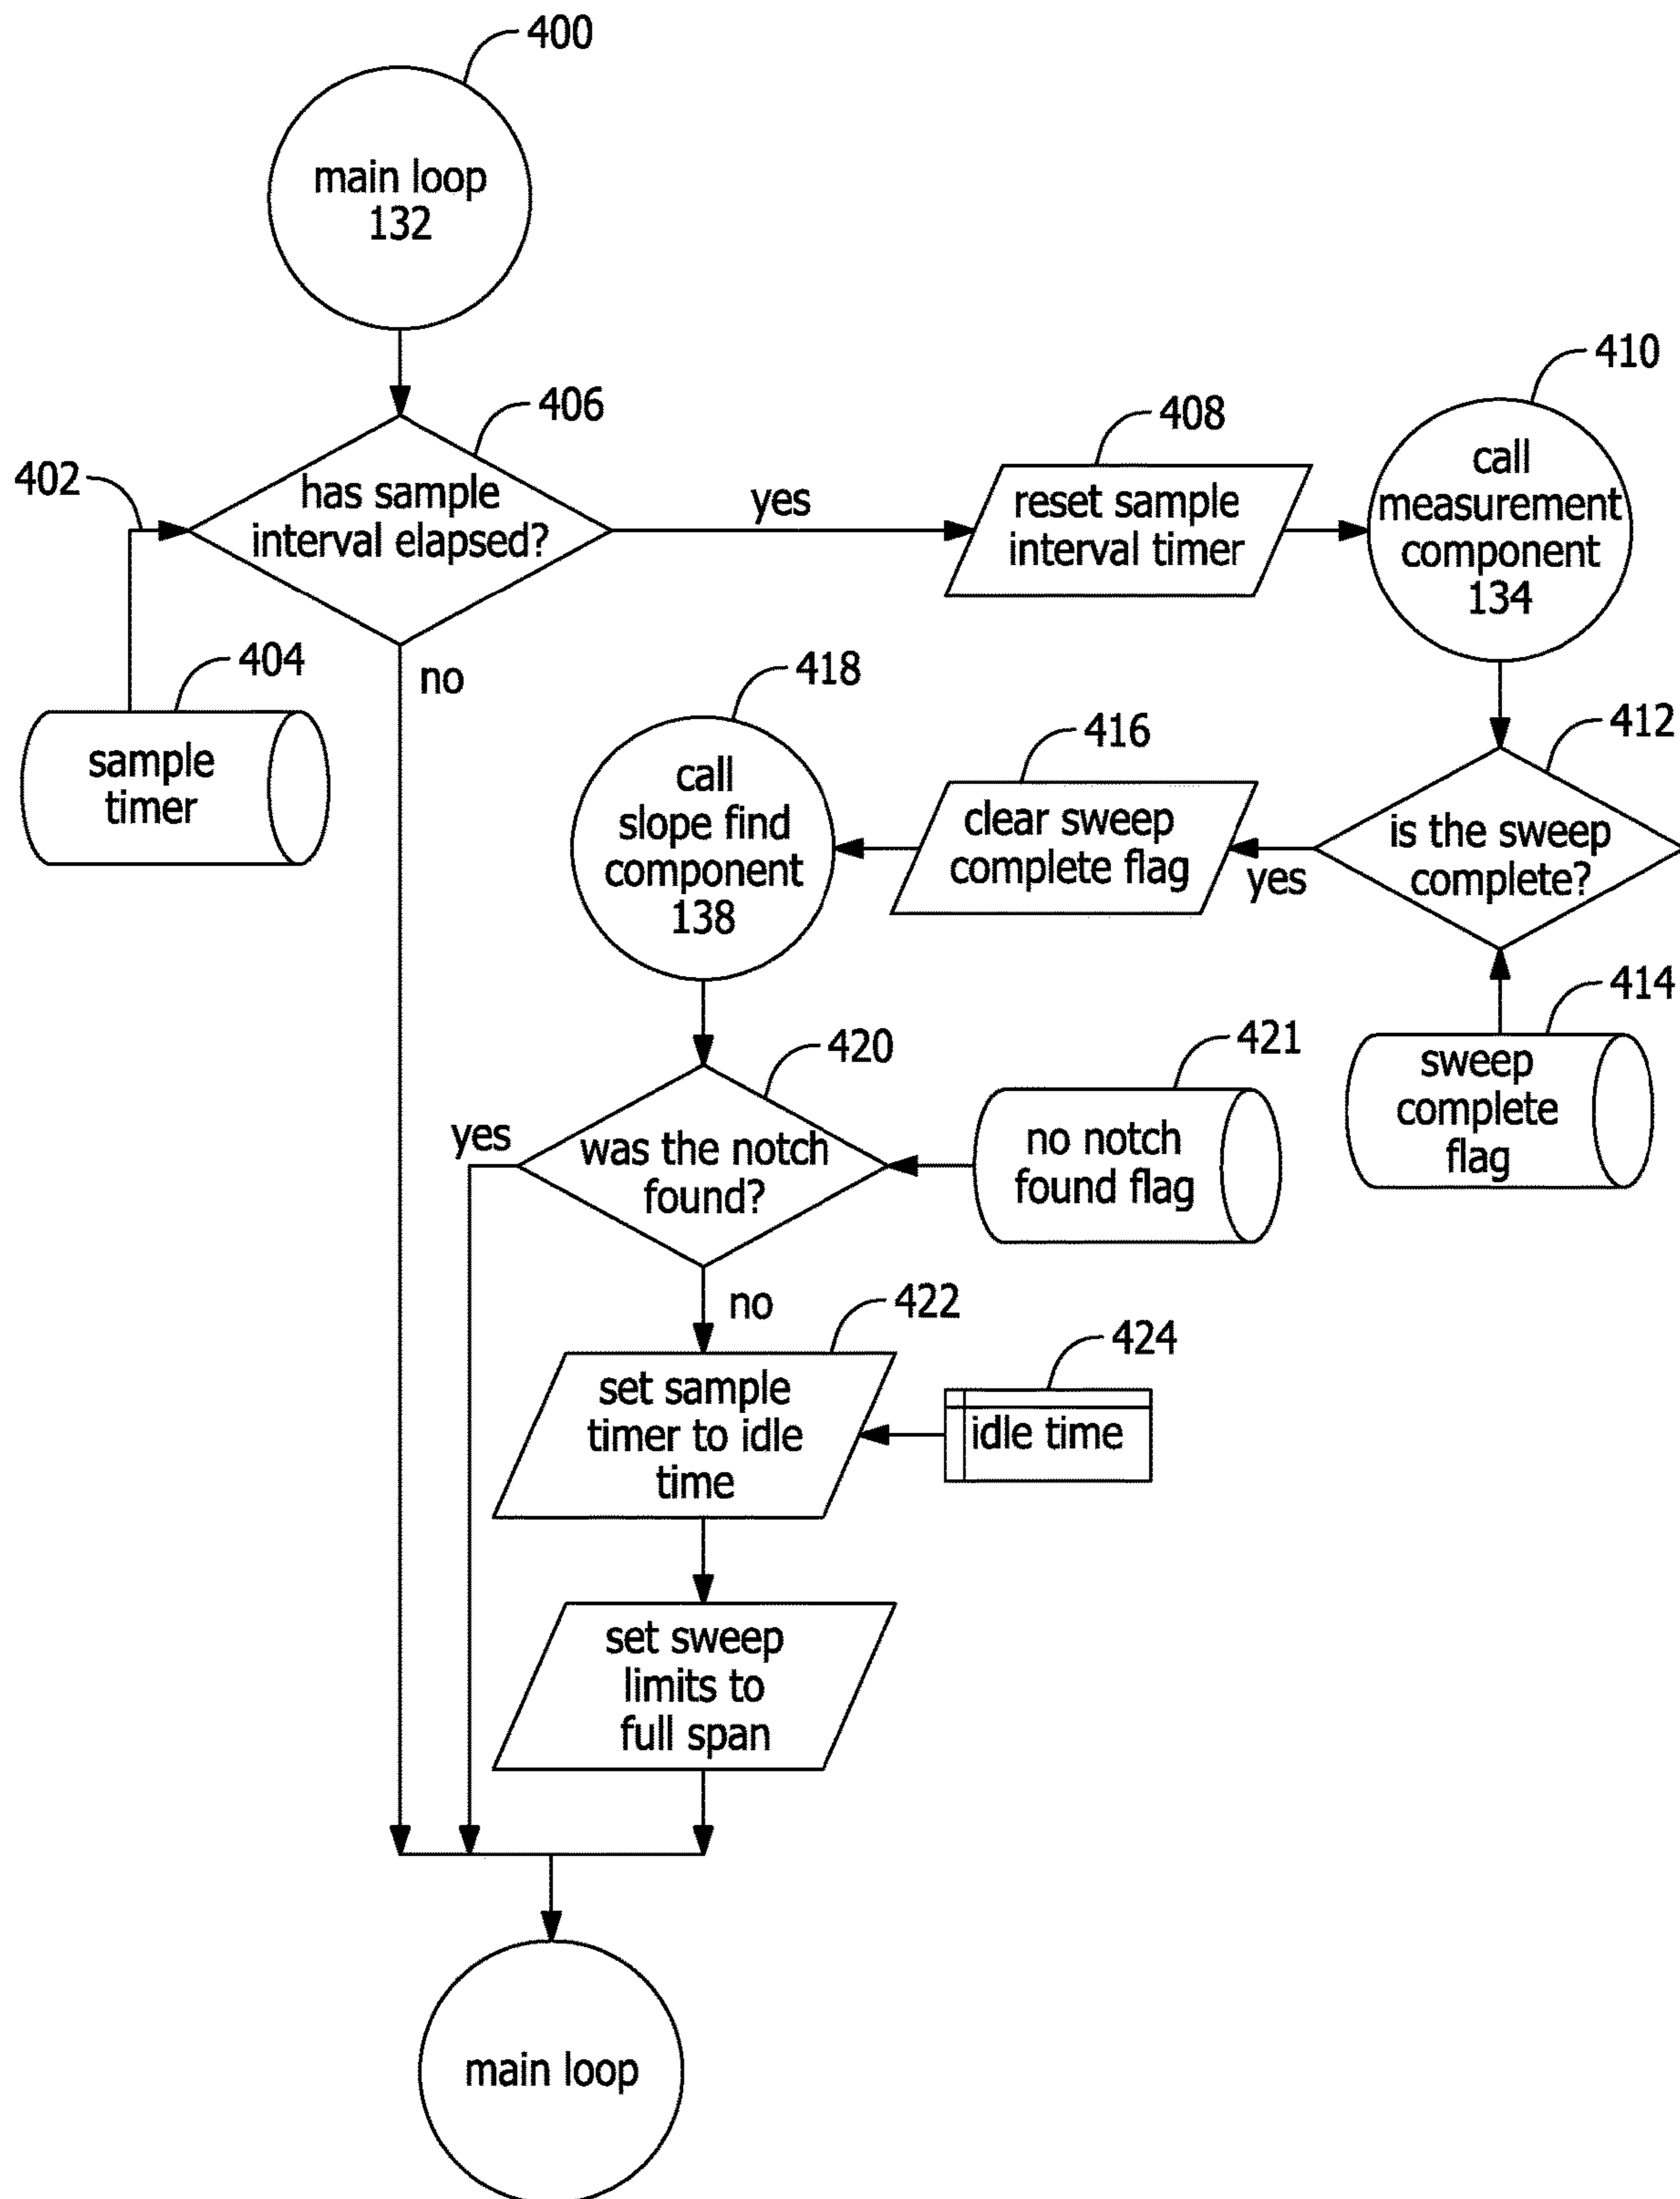 400
main loop
132
406
402
has sample
interval elapsed?
yes
no
404
sample
timer
408
reset sample
interval timer
410
call
measurement
component
134
412
is the sweep
complete?
yes
414
sweep
complete
flag
416
clear sweep
complete flag
418
call
slope find
component
138
420
was the notch
found?
yes
no
421
no notch
found flag
422
set sample
timer to idle
time
424
idle time
set sweep
limits to
full span
main loop